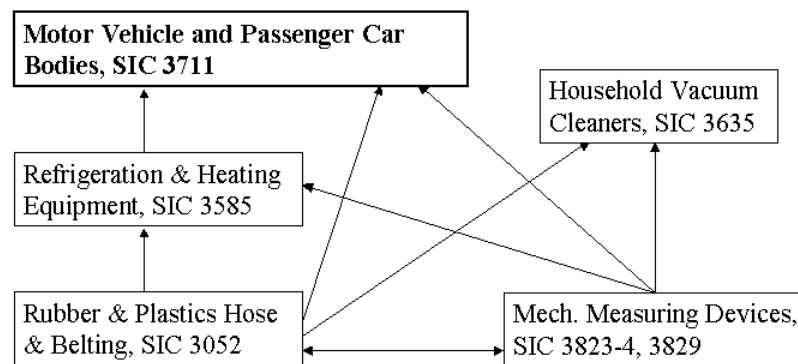 Motor Vehicle and Passenger Car
Bodies, SIC 3711
Household Vacuum
Cleaners, SIC 3635
Refrigeration & Heating
Equipment, SIC 3585
Rubber & Plastics Hose
& Belting, SIC 3052
Mech. Measuring Devices,
SIC 3823-4, 3829